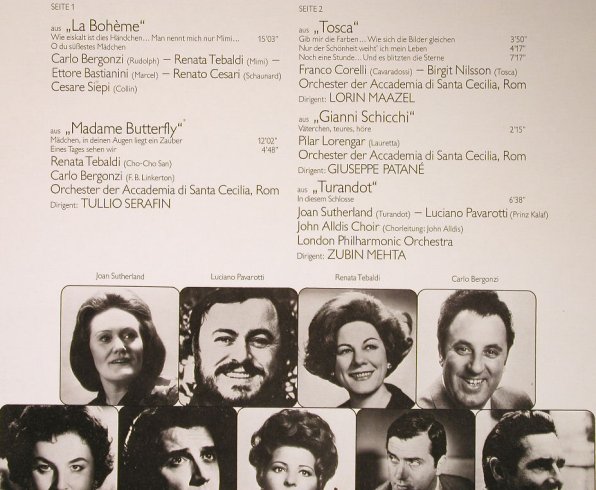 SEITE 1
aus „La Bohème"
Wie eiskalt ist dies Händchen... Man nennt mich nur Mimi... 15'03"
O du süßestes Mädchen
Carlo Bergonzi (Rudolph) – Renata Tebaldi (Mimi) –
Ettore Bastianini (Marcel) – Renato Cesari (Schaunard)
Cesare Siepi (Collin)
aus „Madame Butterfly"
Mädchen, in deinen Augen liegt ein Zauber 12'02"
Eines Tages sehen wir 4'48"
Renata Tebaldi (Cho-Cho-San)
Carlo Bergonzi (F. B. Linkerton)
Orchester der Accademia di Santa Cecilia, Rom
Dirigent: TULLIO SERAFIN
SEITE 2
aus „Tosca"
Gib mir die Farben... Wie sich die Bilder gleichen 3'50"
Nur der Schönheit weiht' ich mein Leben 4'17"
Noch eine Stunde... Und es blitzten die Sterne 7'17"
Franco Corelli (Cavaradossi) – Birgit Nilsson (Tosca)
Orchester der Accademia di Santa Cecilia, Rom
Dirigent: LORIN MAAZEL
aus „Gianni Schicchi"
Väterchen, teures, höre 2'15"
Pilar Lorengar (Lauretta)
Orchester der Accademia di Santa Cecilia, Rom
Dirigent: GIUSEPPE PATANÉ
aus „Turandot"
In diesem Schlosse 6'38"
Joan Sutherland (Turandot) – Luciano Pavarotti (Prinz Kalaf)
John Alldis Choir (Chorleitung: John Alldis)
London Philharmonic Orchestra
Dirigent: ZUBIN MEHTA
Joan Sutherland
Luciano Pavarotti
Renata Tebaldi
Carlo Bergonzi